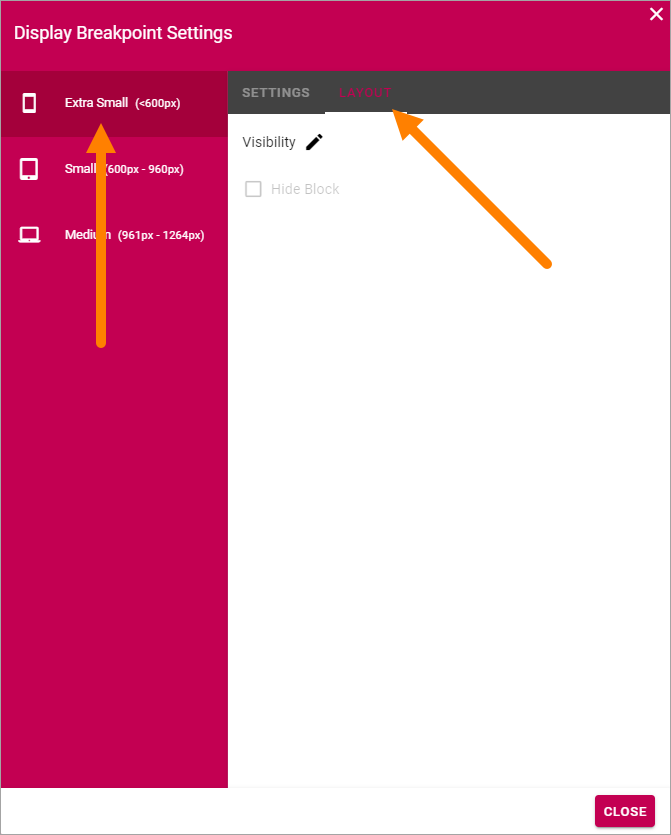 Display Breakpoint Settings
Extra Small (<600px)
Small (600px - 960px)
Medium (961px - 1264px)
SETTINGS LAYOUT
Visibility
Hide Block
CLOSE